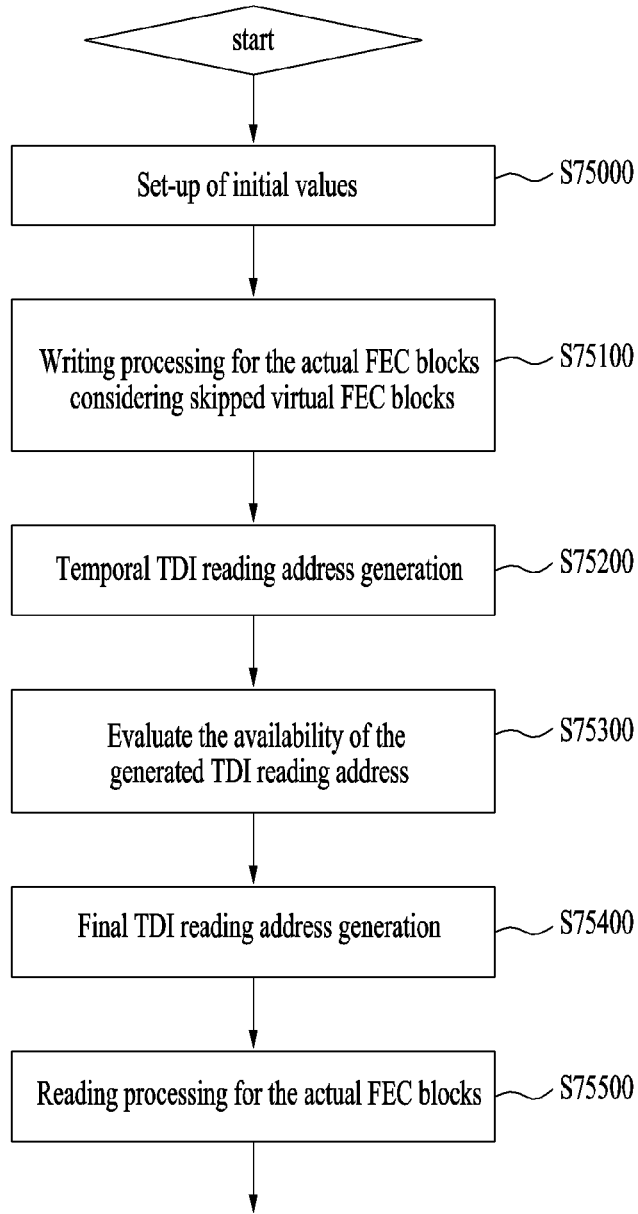 start
Set-up of initial values
S75000
Writing processing for the actual FEC blocks
considering skipped virtual FEC blocks
S75100
Temporal TDI reading address generation
S75200
Evaluate the availability of the
generated TDI reading address
S75300
Final TDI reading address generation
S75400
Reading processing for the actual FEC blocks
S75500